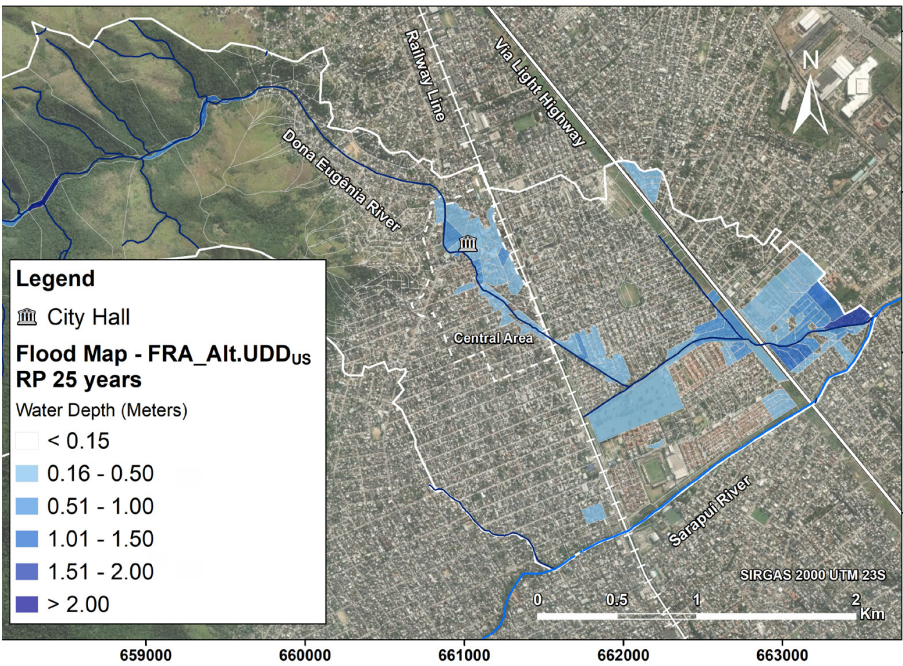 Railway Line
Via Light Highway
N
Dona Eugênia River
Legend
City Hall
Flood Map - FRA_Alt.UDDUS
RP 25 years
Water Depth (Meters)
< 0.15
0.16 - 0.50
0.51 - 1.00
1.01 - 1.50
1.51 - 2.00
> 2.00
Central Area
Sarapui River
SIRGAS 2000 UTM 23S
0 0.5 1 2
Km
659000 660000 661000 662000 663000